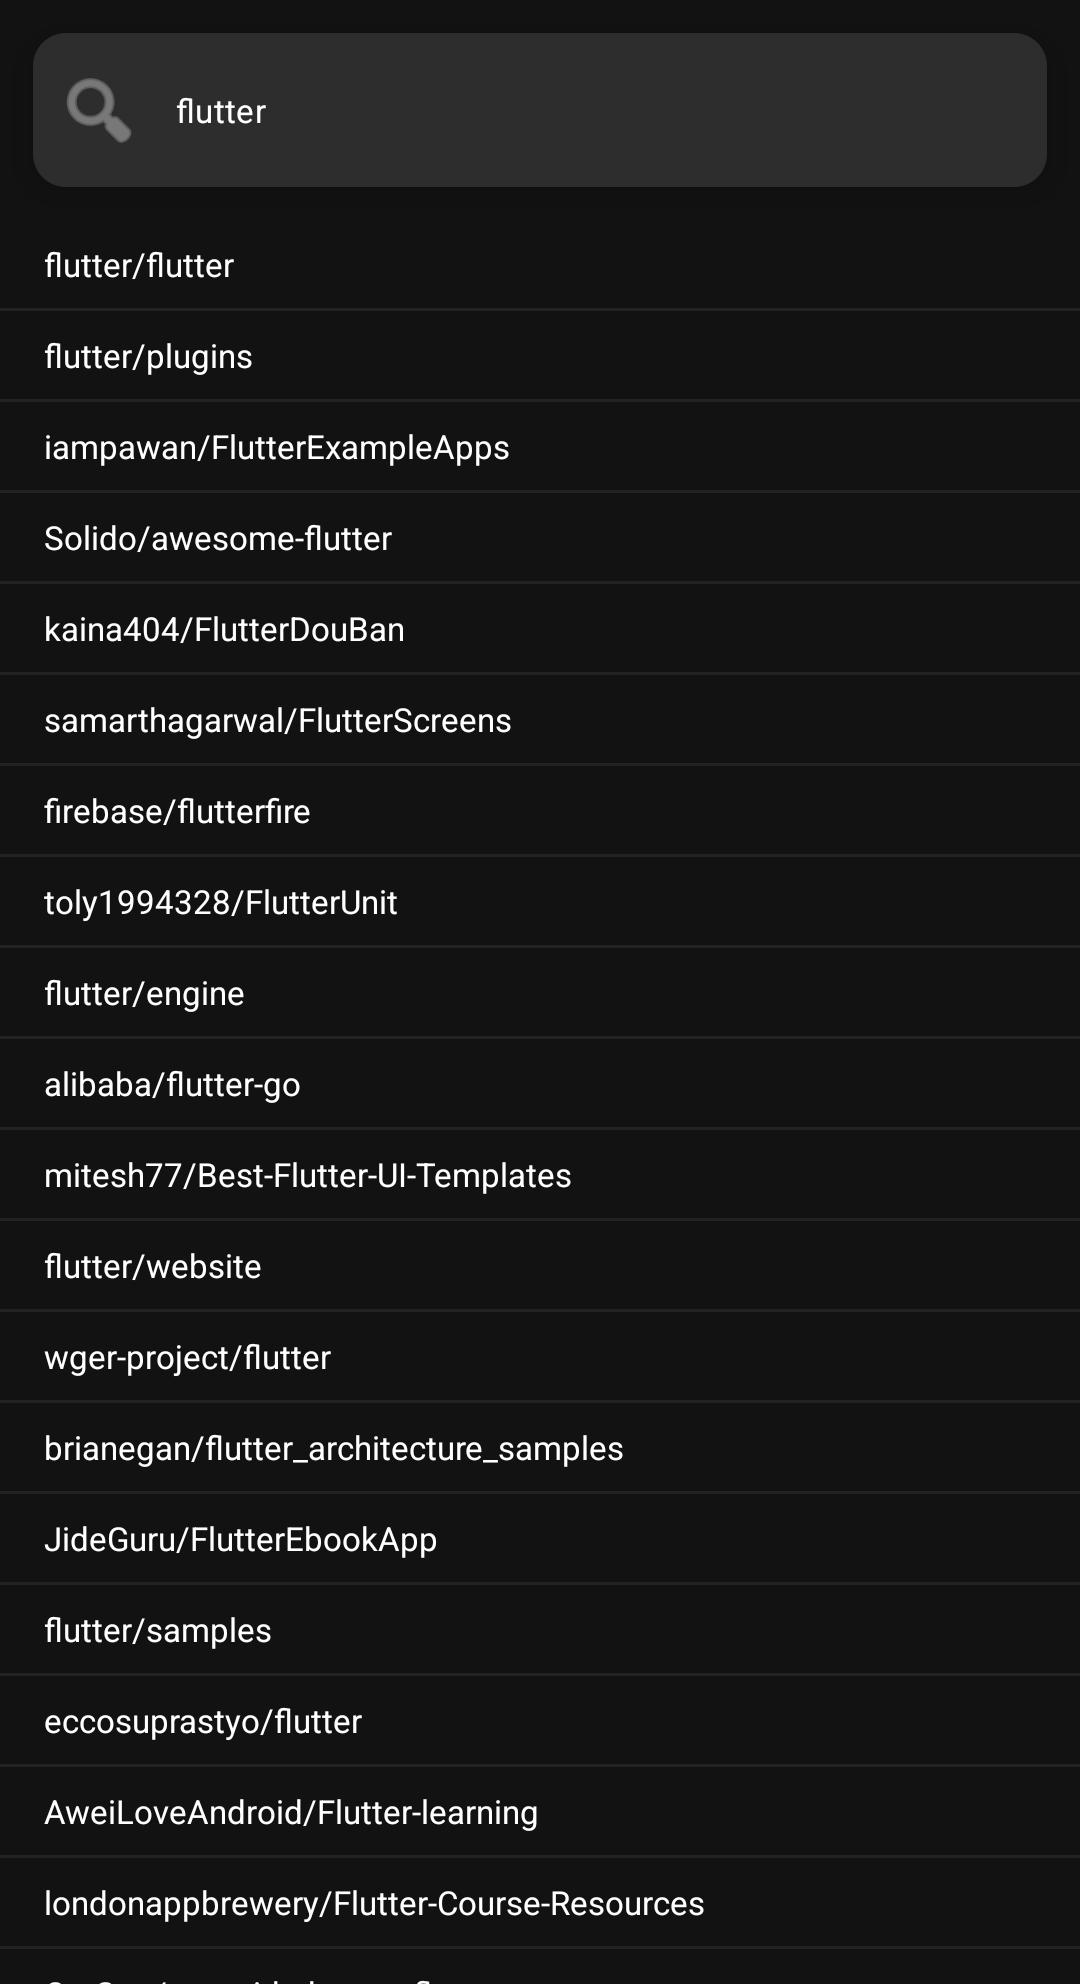 flutter
flutter/flutter
flutter/plugins
iampawan/FlutterExampleApps
Solido/awesome-flutter
kaina404/FlutterDouBan
samarthagarwal/FlutterScreens
firebase/flutterfire
toly1994328/FlutterUnit
flutter/engine
alibaba/flutter-go
mitesh77/Best-Flutter-UI-Templates
flutter/website
wger-project/flutter
brianegan/flutter_architecture_samples
JideGuru/FlutterEbookApp
flutter/samples
eccosuprastyo/flutter
AweiLoveAndroid/Flutter-learning
londonappbrewery/Flutter-Course-Resources